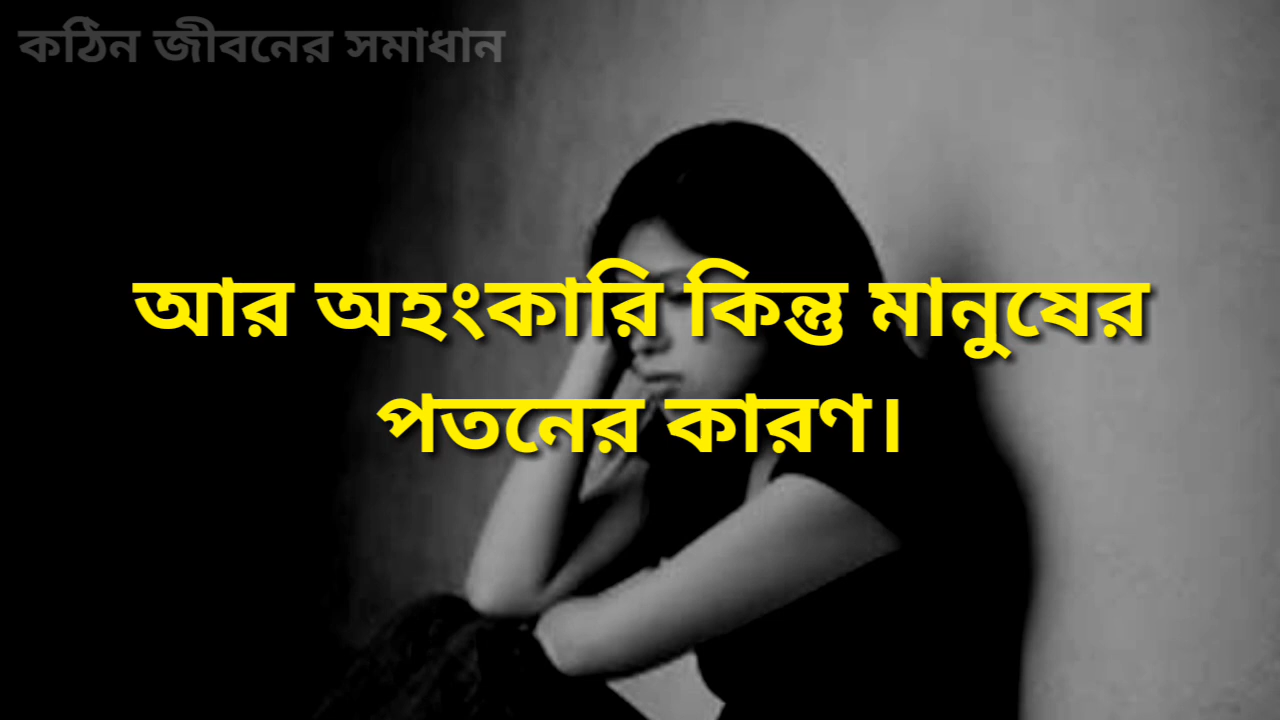 কঠিন জীবনের সমাধান
আর অহংকারি কিন্তু মানুষের
পতনের কারণ।